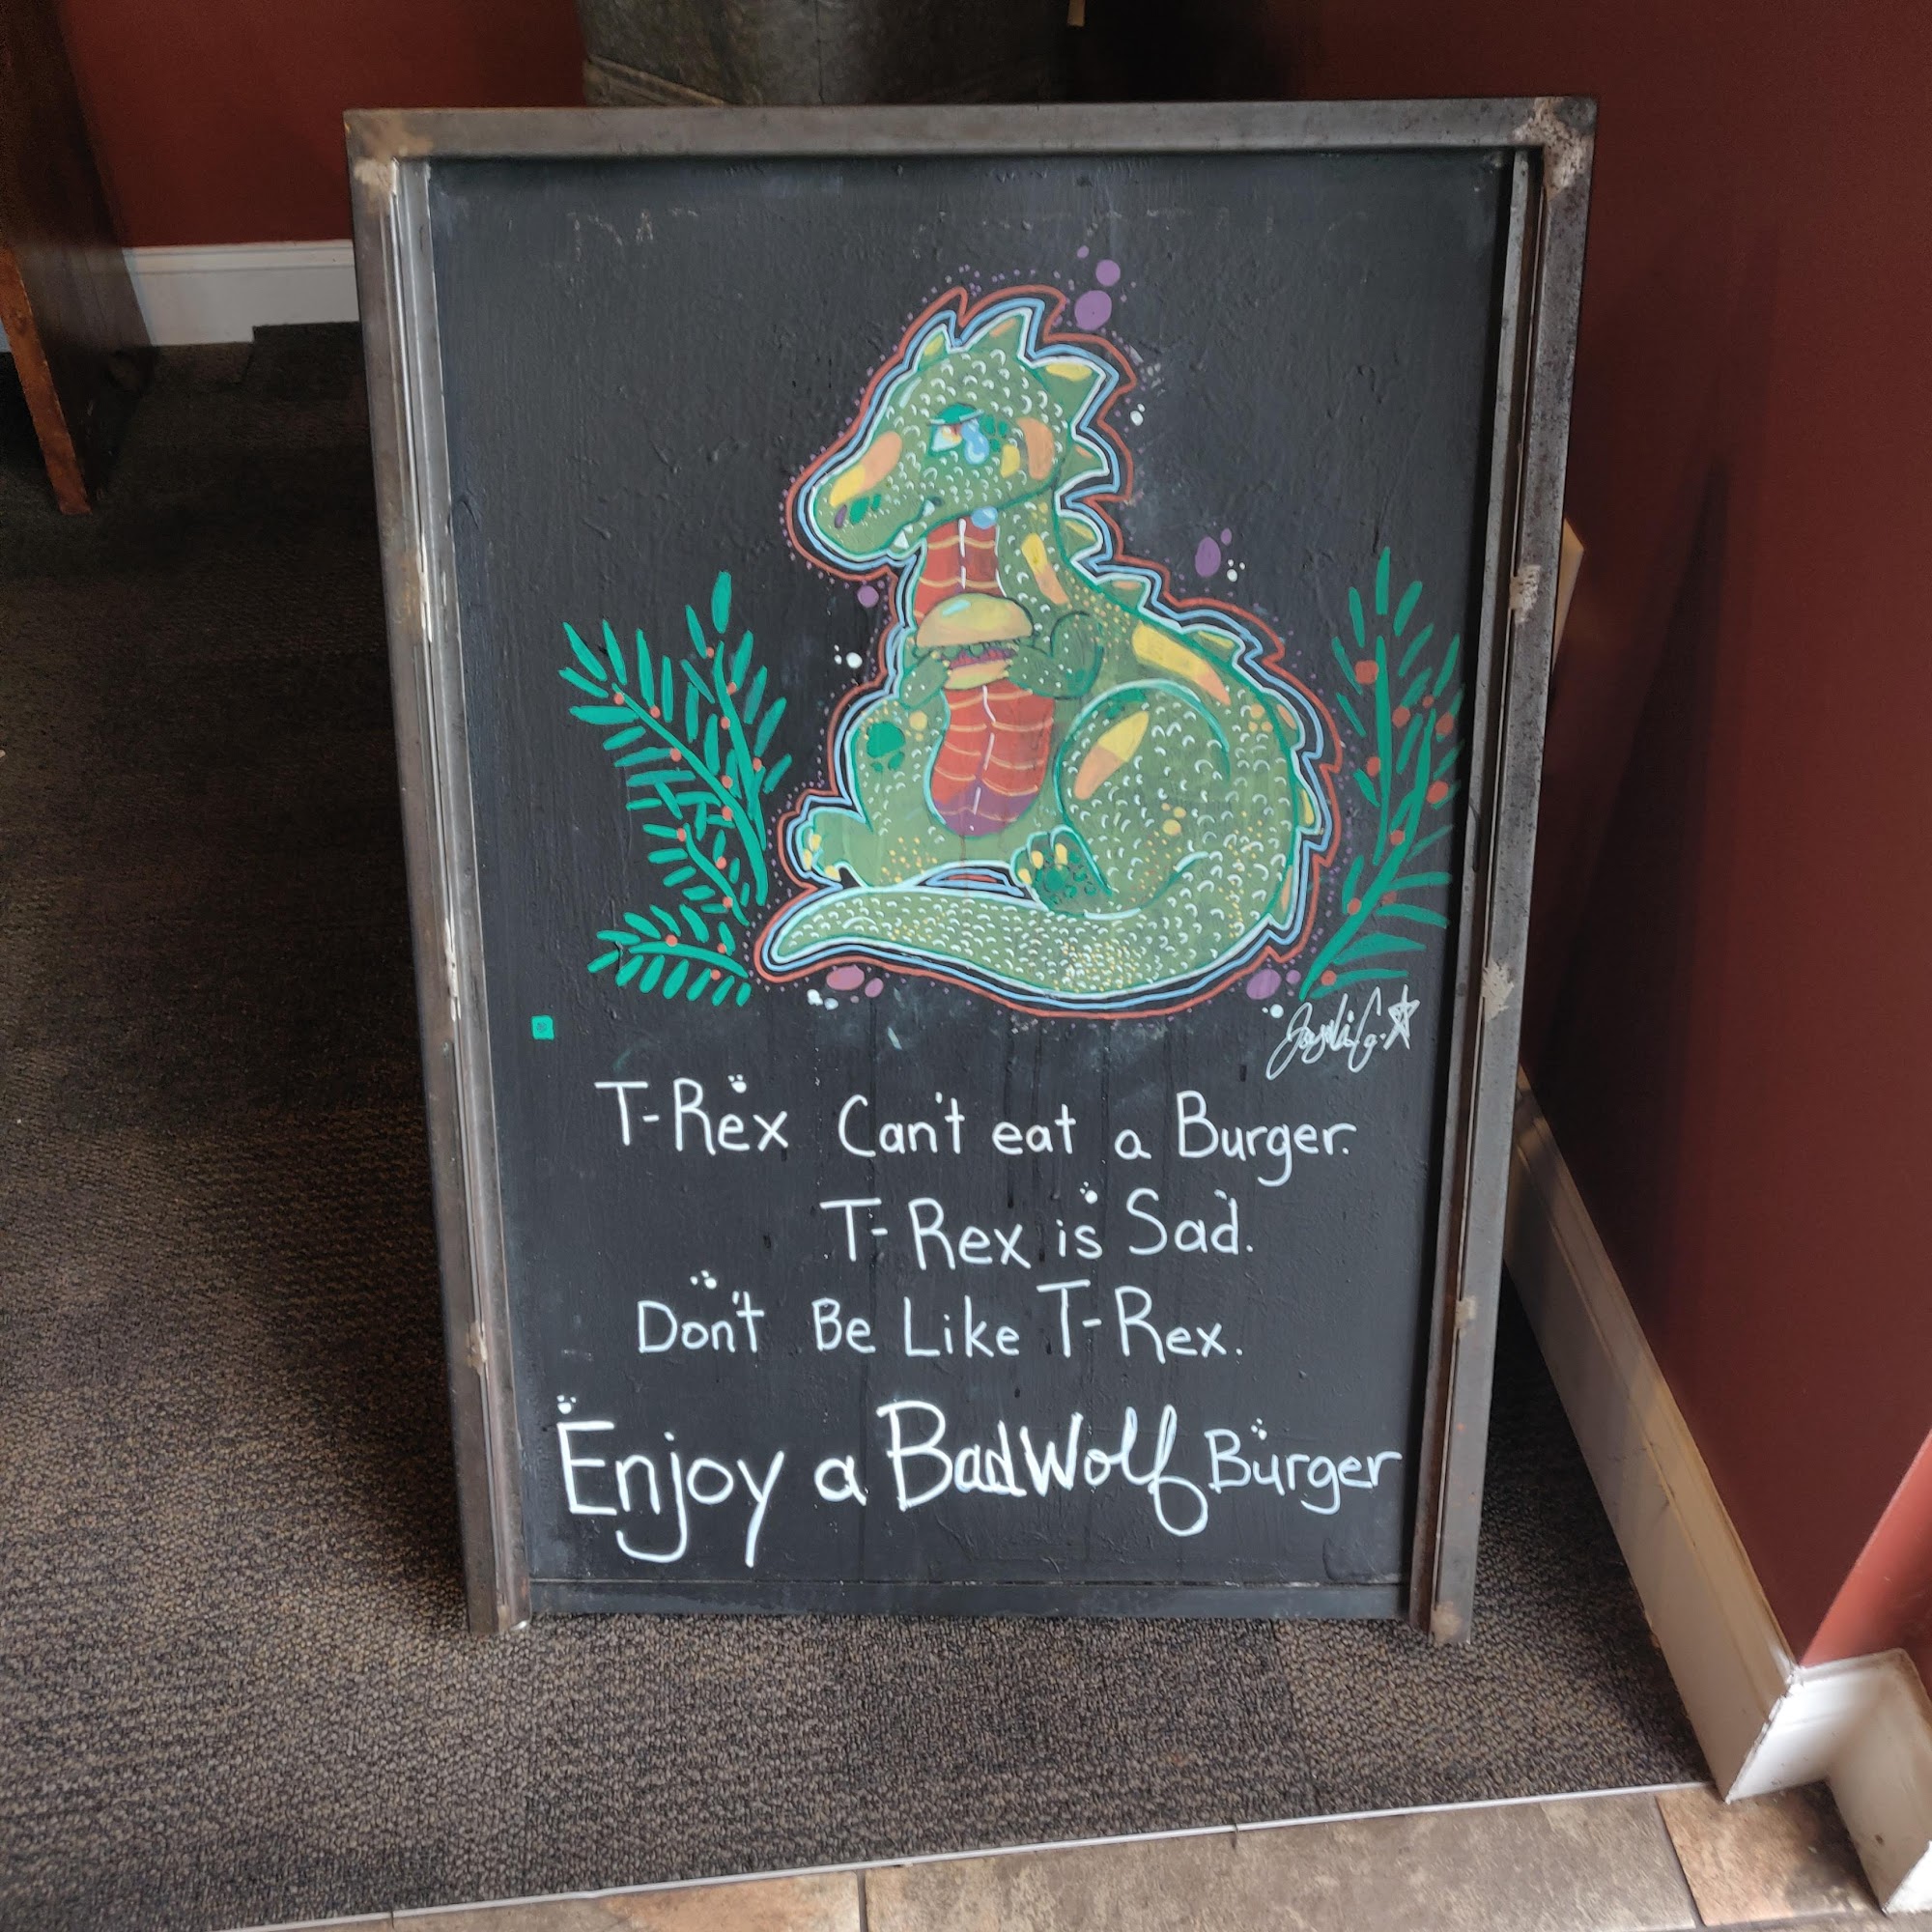 T-Rex Can't eat a Burger.
T-Rex is Sad.
Don't Be Like T-Rex.
Enjoy a BadWolf Burger